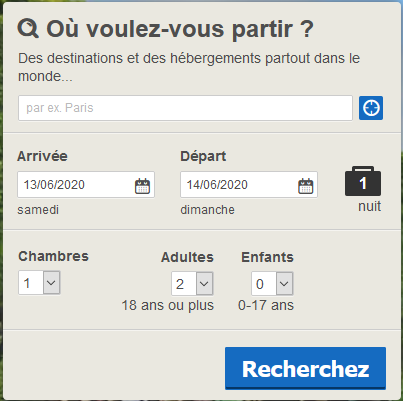 Où voulez-vous partir ?
Des destinations et des hébergements partout dans le
monde...
par ex. Paris
Arrivée Départ
13/06/2020 14/06/2020 1
samedi dimanche nuit
Chambres Adultes Enfants
1 2 0
18 ans ou plus 0-17 ans
Recherchez